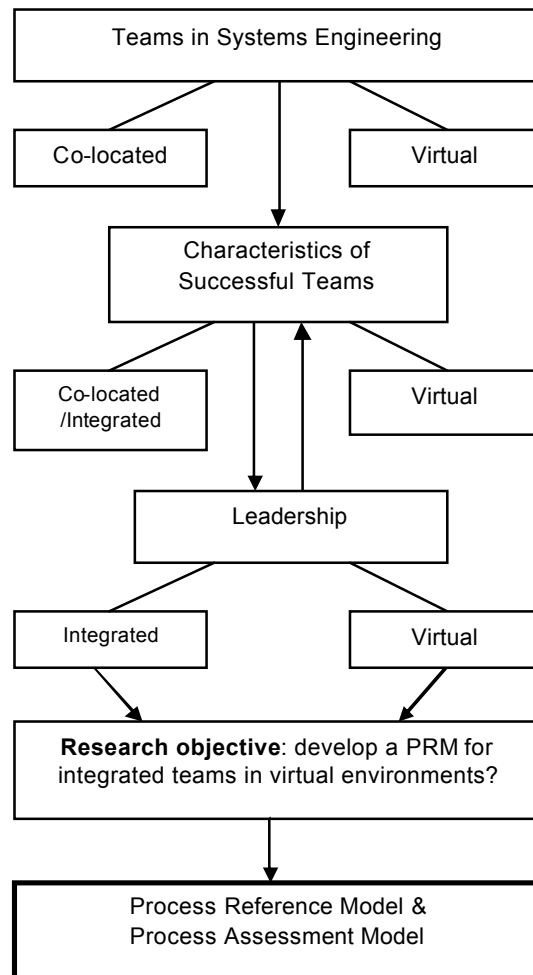 Teams in Systems Engineering
Co-located
Virtual
Characteristics of
Successful Teams
Co-located
/Integrated
Virtual
Leadership
Integrated
Virtual
Research objective: develop a PRM for
integrated teams in virtual environments?
Process Reference Model &
Process Assessment Model